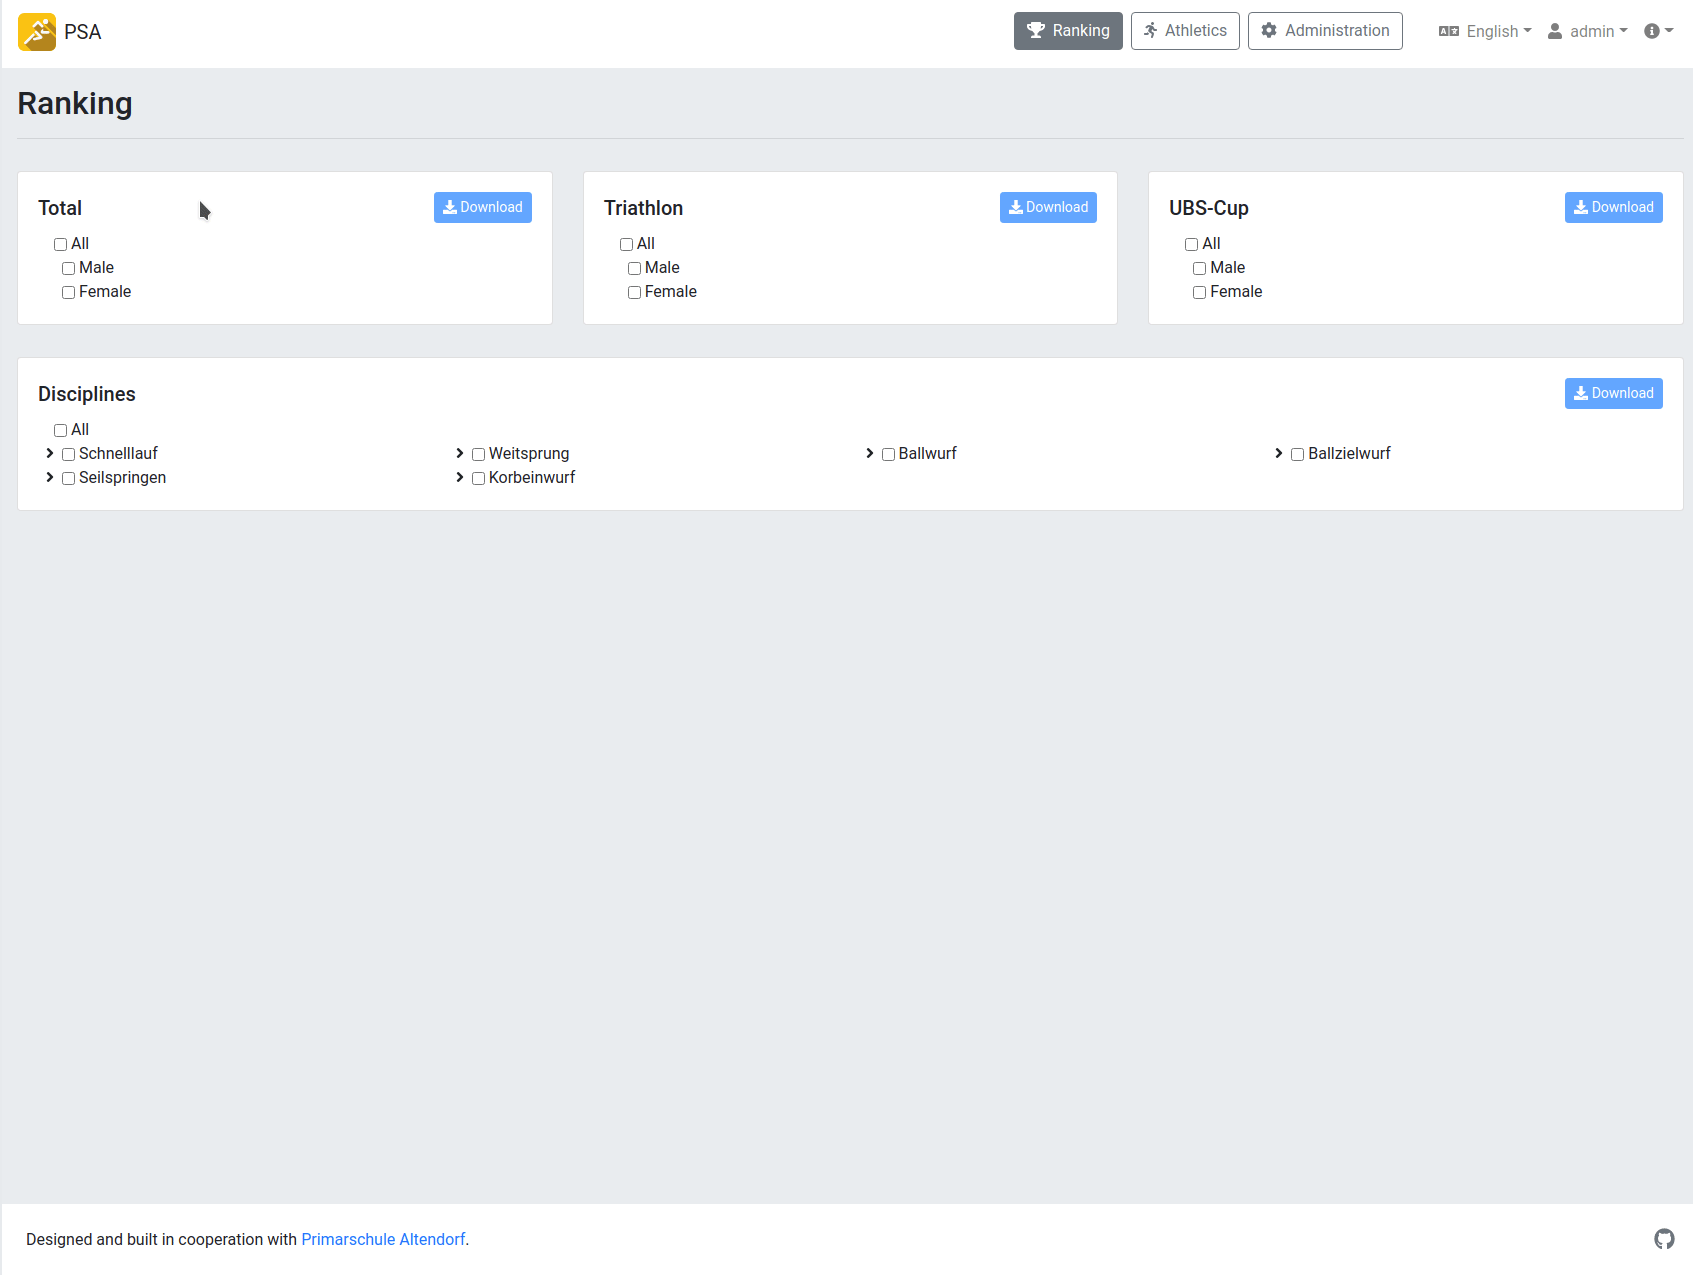 PSA Ranking Athletics Administration English admin
Ranking
Total Download Triathlon Download UBS-Cup Download
All All All
Male Male Male
Female Female Female
Disciplines Download
All
Schnelllauf Weitsprung Ballwurf Ballzielwurf
Seilspringen Korbeinwurf
Designed and built in cooperation with Primarschule Altendorf.